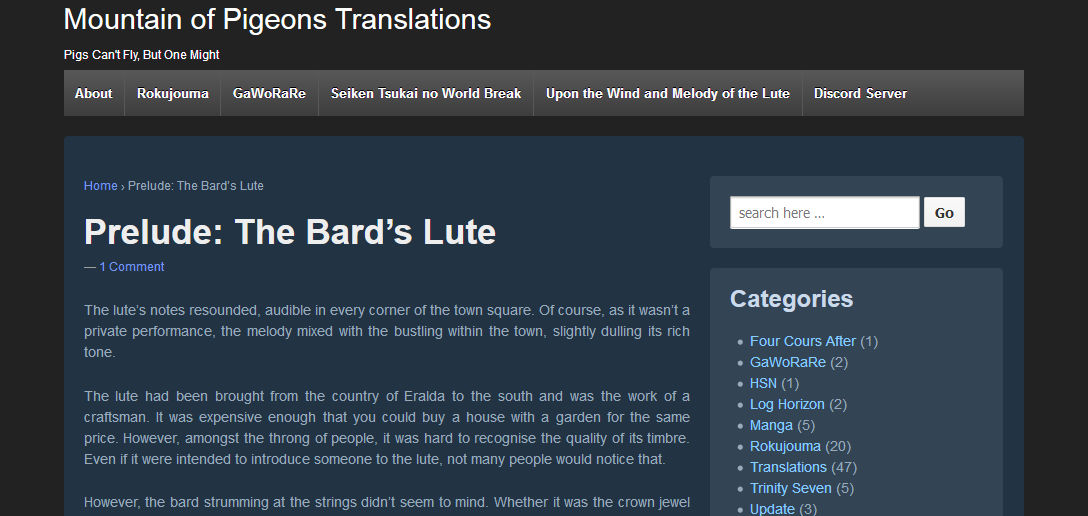 Mountain of Pigeons Translations
Pigs Can't Fly, But One Might
About
Rokujouma
GaWoRaRe
Seiken Tsukai no World Break
Upon the Wind and Melody of the Lute
Discord Server
Home › Prelude: The Bard’s Lute
Prelude: The Bard’s Lute
— 1 Comment
The lute’s notes resounded, audible in every corner of the town square. Of course, as it wasn’t a
private performance, the melody mixed with the bustling within the town, slightly dulling its rich
tone.
The lute had been brought from the country of Eralda to the south and was the work of a
craftsman. It was expensive enough that you could buy a house with a garden for the same
price. However, amongst the throng of people, it was hard to recognise the quality of its timbre.
Even if it were intended to introduce someone to the lute, not many people would notice that.
However, the bard strumming at the strings didn’t seem to mind. Whether it was the crown jewel
search here ...
Go
Categories
Four Cours After (1)
GaWoRaRe (2)
HSN (1)
Log Horizon (2)
Manga (5)
Rokujouma (20)
Translations (47)
Trinity Seven (5)
Update (3)